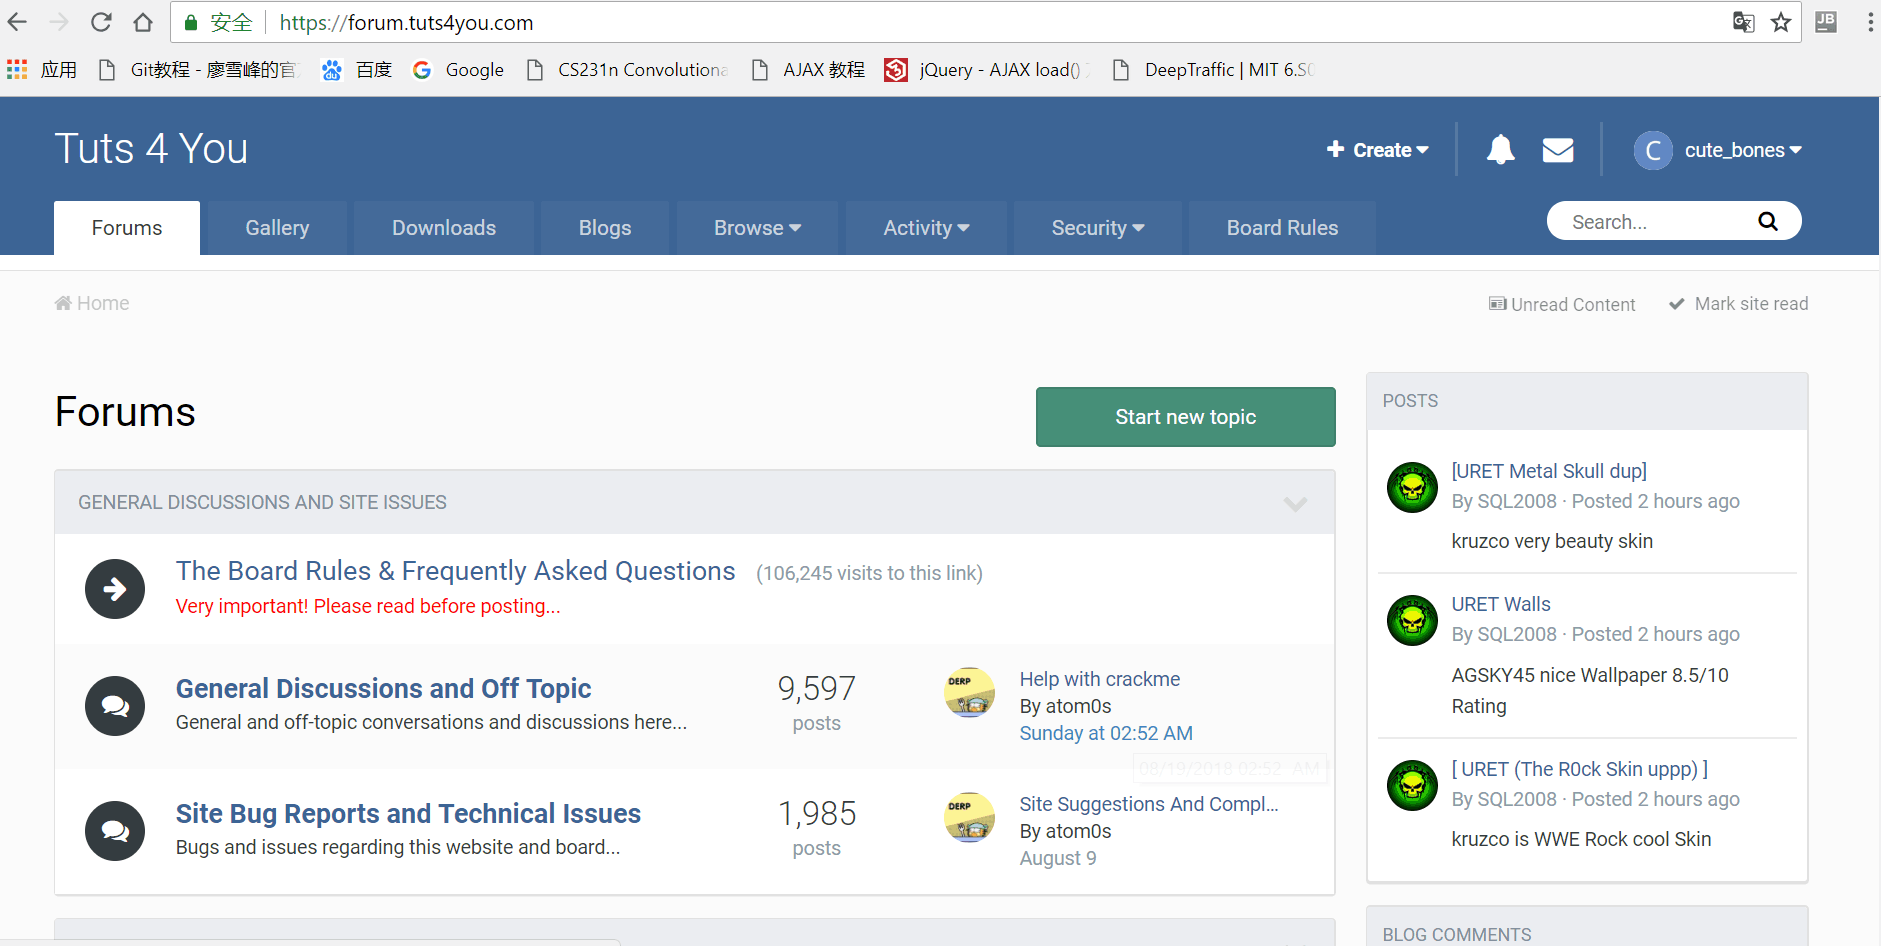 安全 https://forum.tuts4you.com JB
应用 Git教程 - 廖雪峰的官 百度 Google CS231n Convolutiona AJAX 教程 jQuery - AJAX load() DeepTraffic | MIT 6.S0
Tuts 4 You
Create C cute_bones
Forums Gallery Downloads Blogs Browse Activity Security Board Rules Search...
Home Unread Content Mark site read
Forums Start new topic
GENERAL DISCUSSIONS AND SITE ISSUES
The Board Rules & Frequently Asked Questions (106,245 visits to this link)
Very important! Please read before posting...
General Discussions and Off Topic
General and off-topic conversations and discussions here...
9,597
posts
DERP
Help with crackme
By atom0s
Sunday at 02:52 AM
08/19/2018 02:52 AM
Site Bug Reports and Technical Issues
Bugs and issues regarding this website and board...
1,985
posts
DERP
Site Suggestions And Compl...
By atom0s
August 9
POSTS
[URET Metal Skull dup]
By SQL2008 · Posted 2 hours ago
kruzco very beauty skin
URET Walls
By SQL2008 · Posted 2 hours ago
AGSKY45 nice Wallpaper 8.5/10
Rating
[ URET (The R0ck Skin uppp) ]
By SQL2008 · Posted 2 hours ago
kruzco is WWE Rock cool Skin
BLOG COMMENTS